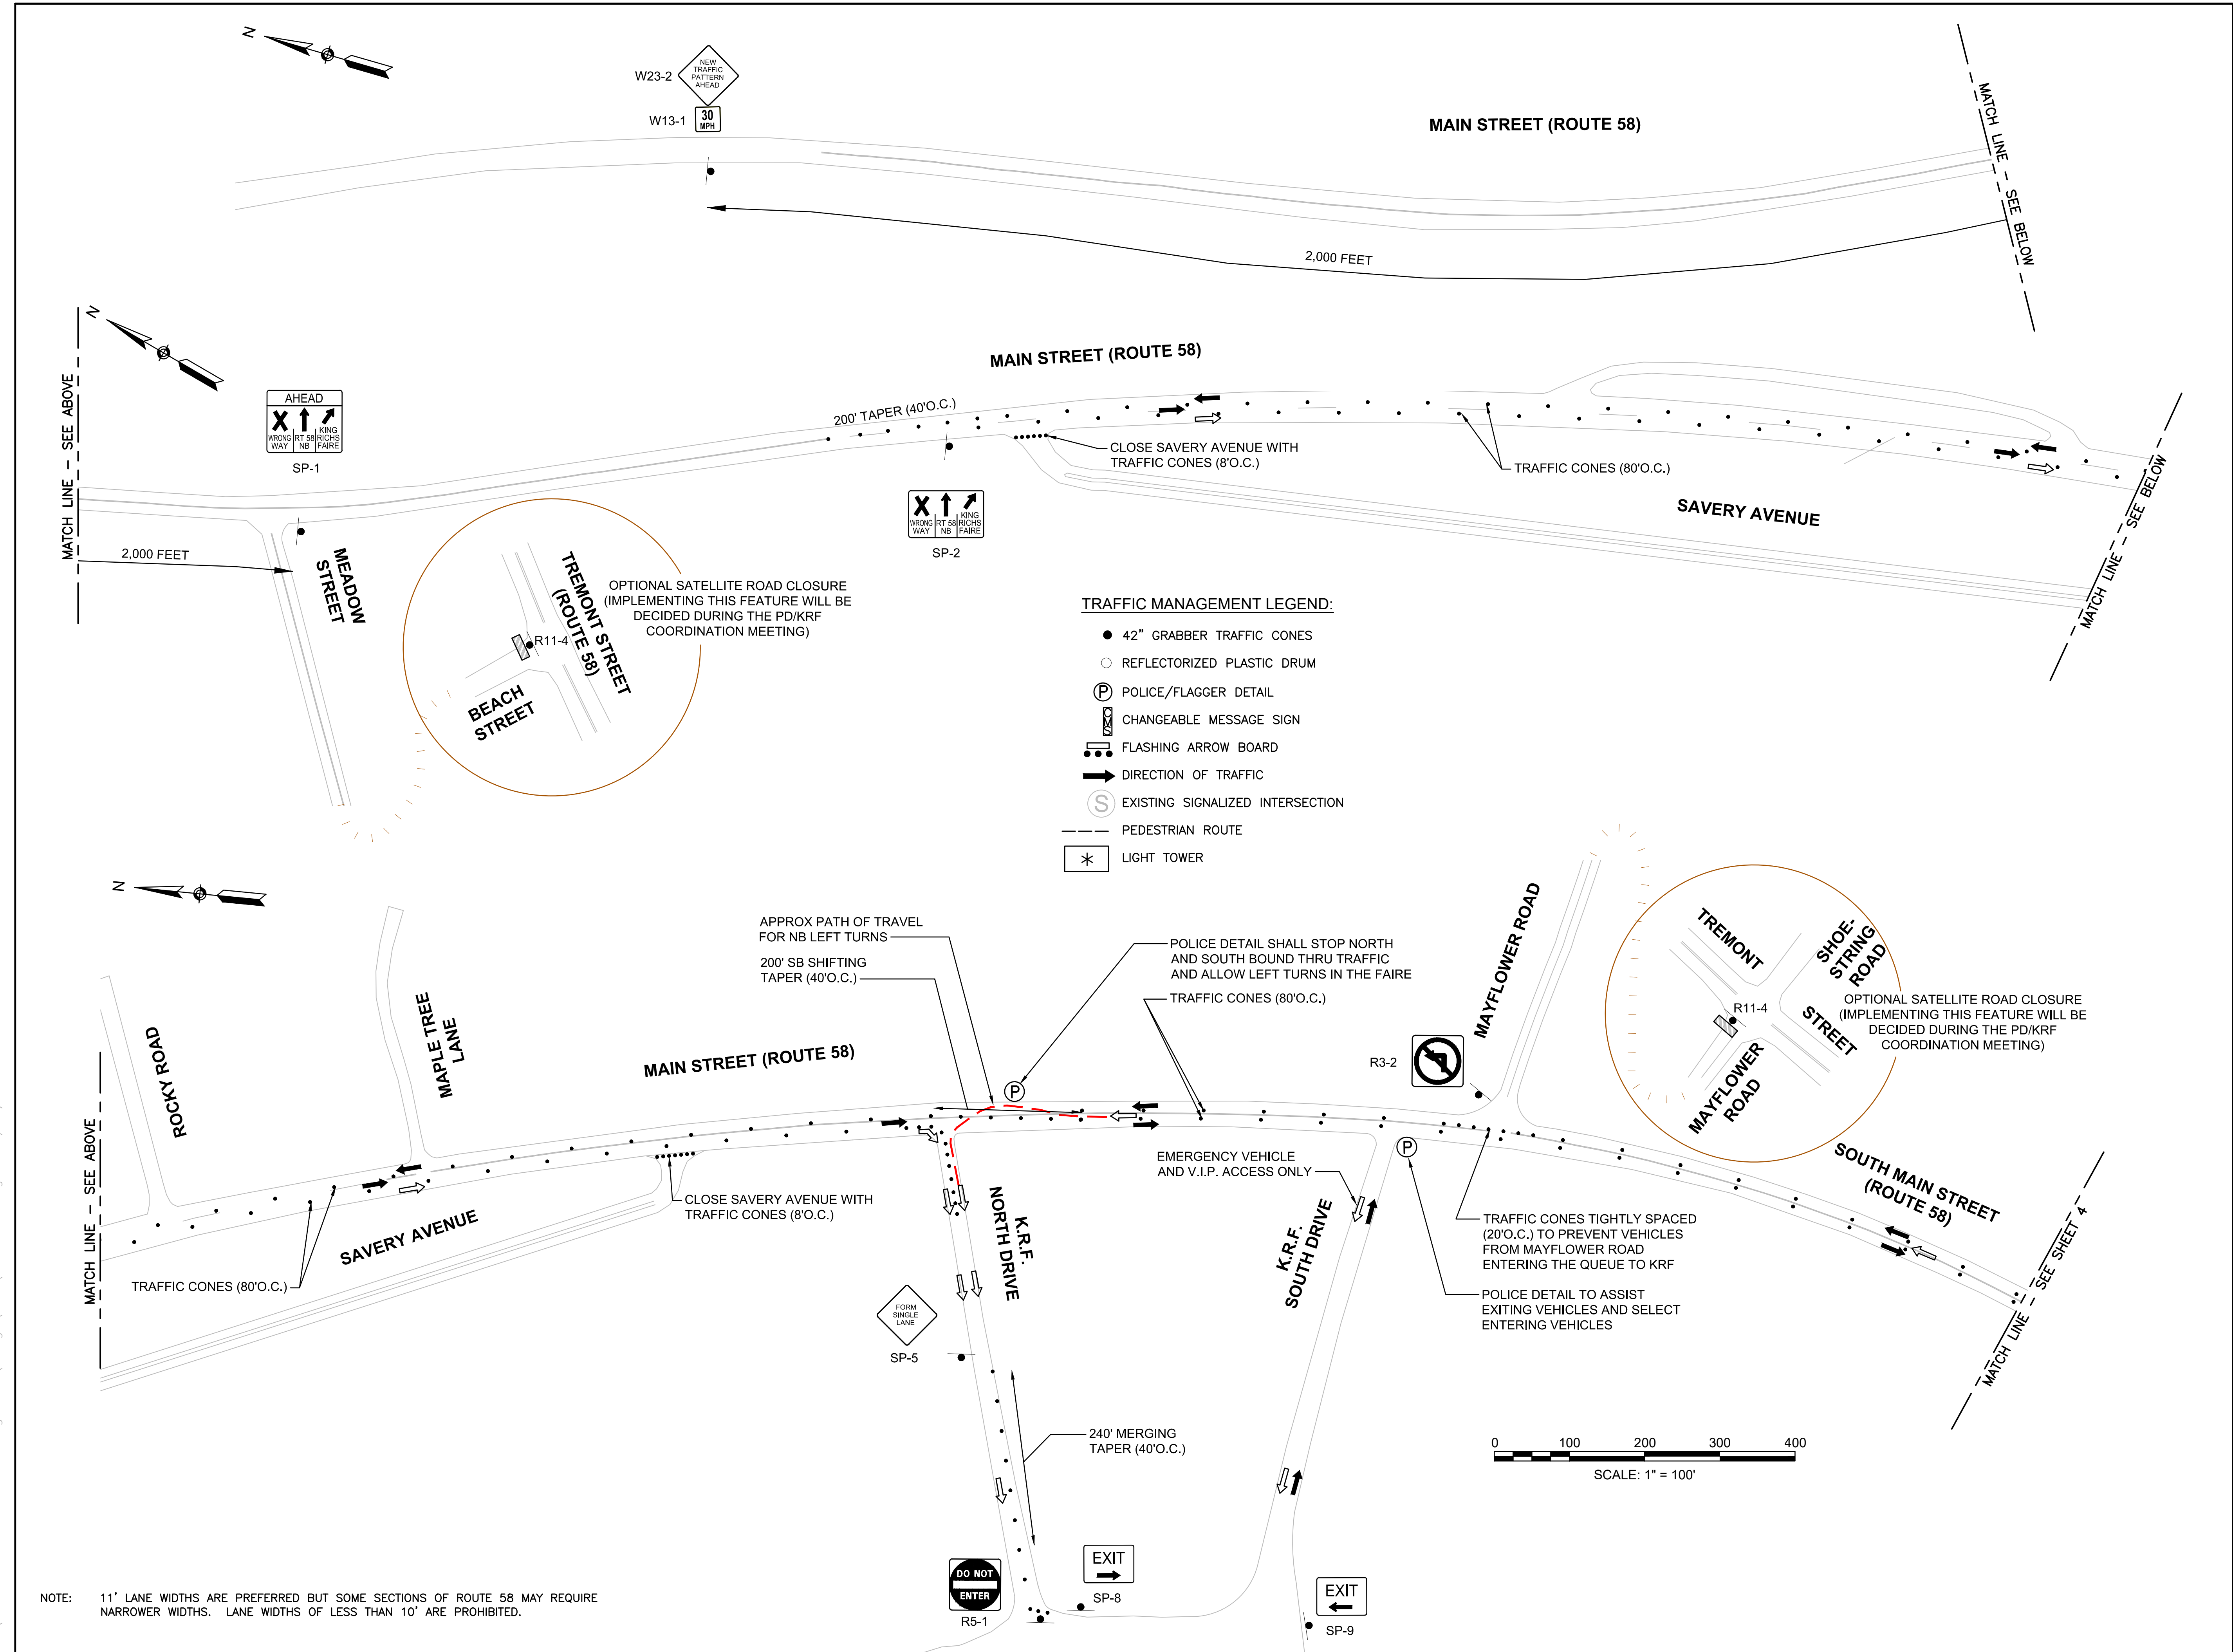 N
W23-2
NEW
TRAFFIC
PATTERN
AHEAD
W13-1
30
MPH
MAIN STREET (ROUTE 58)
MATCH LINE - SEE BELOW
2,000 FEET
N
MATCH LINE - SEE ABOVE
AHEAD
WRONG
WAY
RT 58
NB
KING
RICHS
FAIRE
SP-1
MAIN STREET (ROUTE 58)
200' TAPER (40'O.C.)
CLOSE SAVERY AVENUE WITH
TRAFFIC CONES (8'O.C.)
TRAFFIC CONES (80'O.C.)
WRONG
WAY
RT 58
NB
KING
RICHS
FAIRE
SP-2
SAVERY AVENUE
MATCH LINE - SEE BELOW
2,000 FEET
MEADOW
STREET
TREMONT STREET
(ROUTE 58)
OPTIONAL SATELLITE ROAD CLOSURE
(IMPLEMENTING THIS FEATURE WILL BE
DECIDED DURING THE PD/KRF
COORDINATION MEETING)
R11-4
BEACH
STREET
TRAFFIC MANAGEMENT LEGEND:
42" GRABBER TRAFFIC CONES
REFLECTORIZED PLASTIC DRUM
P POLICE/FLAGGER DETAIL
CMS CHANGEABLE MESSAGE SIGN
FLASHING ARROW BOARD
DIRECTION OF TRAFFIC
S EXISTING SIGNALIZED INTERSECTION
PEDESTRIAN ROUTE
LIGHT TOWER
N
MATCH LINE - SEE ABOVE
ROCKY ROAD
MAPLE TREE
LANE
MAIN STREET (ROUTE 58)
APPROX PATH OF TRAVEL
FOR NB LEFT TURNS
200' SB SHIFTING
TAPER (40'O.C.)
P
POLICE DETAIL SHALL STOP NORTH
AND SOUTH BOUND THRU TRAFFIC
AND ALLOW LEFT TURNS IN THE FAIRE
TRAFFIC CONES (80'O.C.)
R3-2
MAYFLOWER ROAD
TREMONT
STREET
SHOE-
STRING
ROAD
R11-4
MAYFLOWER
ROAD
OPTIONAL SATELLITE ROAD CLOSURE
(IMPLEMENTING THIS FEATURE WILL BE
DECIDED DURING THE PD/KRF
COORDINATION MEETING)
SOUTH MAIN STREET
(ROUTE 58)
MATCH LINE - SEE SHEET 4
TRAFFIC CONES (80'O.C.)
SAVERY AVENUE
CLOSE SAVERY AVENUE WITH
TRAFFIC CONES (8'O.C.)
K.R.F.
NORTH DRIVE
EMERGENCY VEHICLE
AND V.I.P. ACCESS ONLY
K.R.F.
SOUTH DRIVE
P
TRAFFIC CONES TIGHTLY SPACED
(20'O.C.) TO PREVENT VEHICLES
FROM MAYFLOWER ROAD
ENTERING THE QUEUE TO KRF
POLICE DETAIL TO ASSIST
EXITING VEHICLES AND SELECT
ENTERING VEHICLES
FORM
SINGLE
LANE
SP-5
240' MERGING
TAPER (40'O.C.)
0 100 200 300 400
SCALE: 1" = 100'
DO NOT
ENTER
R5-1
EXIT
SP-8
EXIT
SP-9
NOTE: 11' LANE WIDTHS ARE PREFERRED BUT SOME SECTIONS OF ROUTE 58 MAY REQUIRE
NARROWER WIDTHS. LANE WIDTHS OF LESS THAN 10' ARE PROHIBITED.